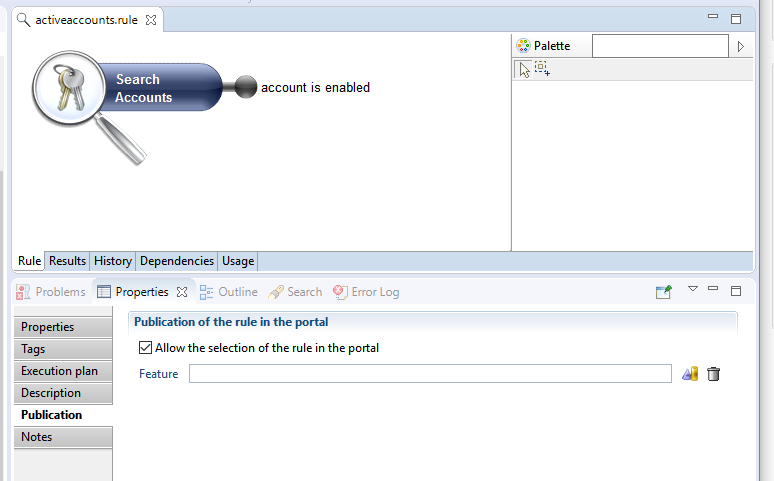 activeaccounts.rule
Search
Accounts
account is enabled
Palette
Rule Results History Dependencies Usage
Problems Properties Outline Search Error Log
Properties
Tags
Execution plan
Description
Publication
Notes
Publication of the rule in the portal
Allow the selection of the rule in the portal
Feature